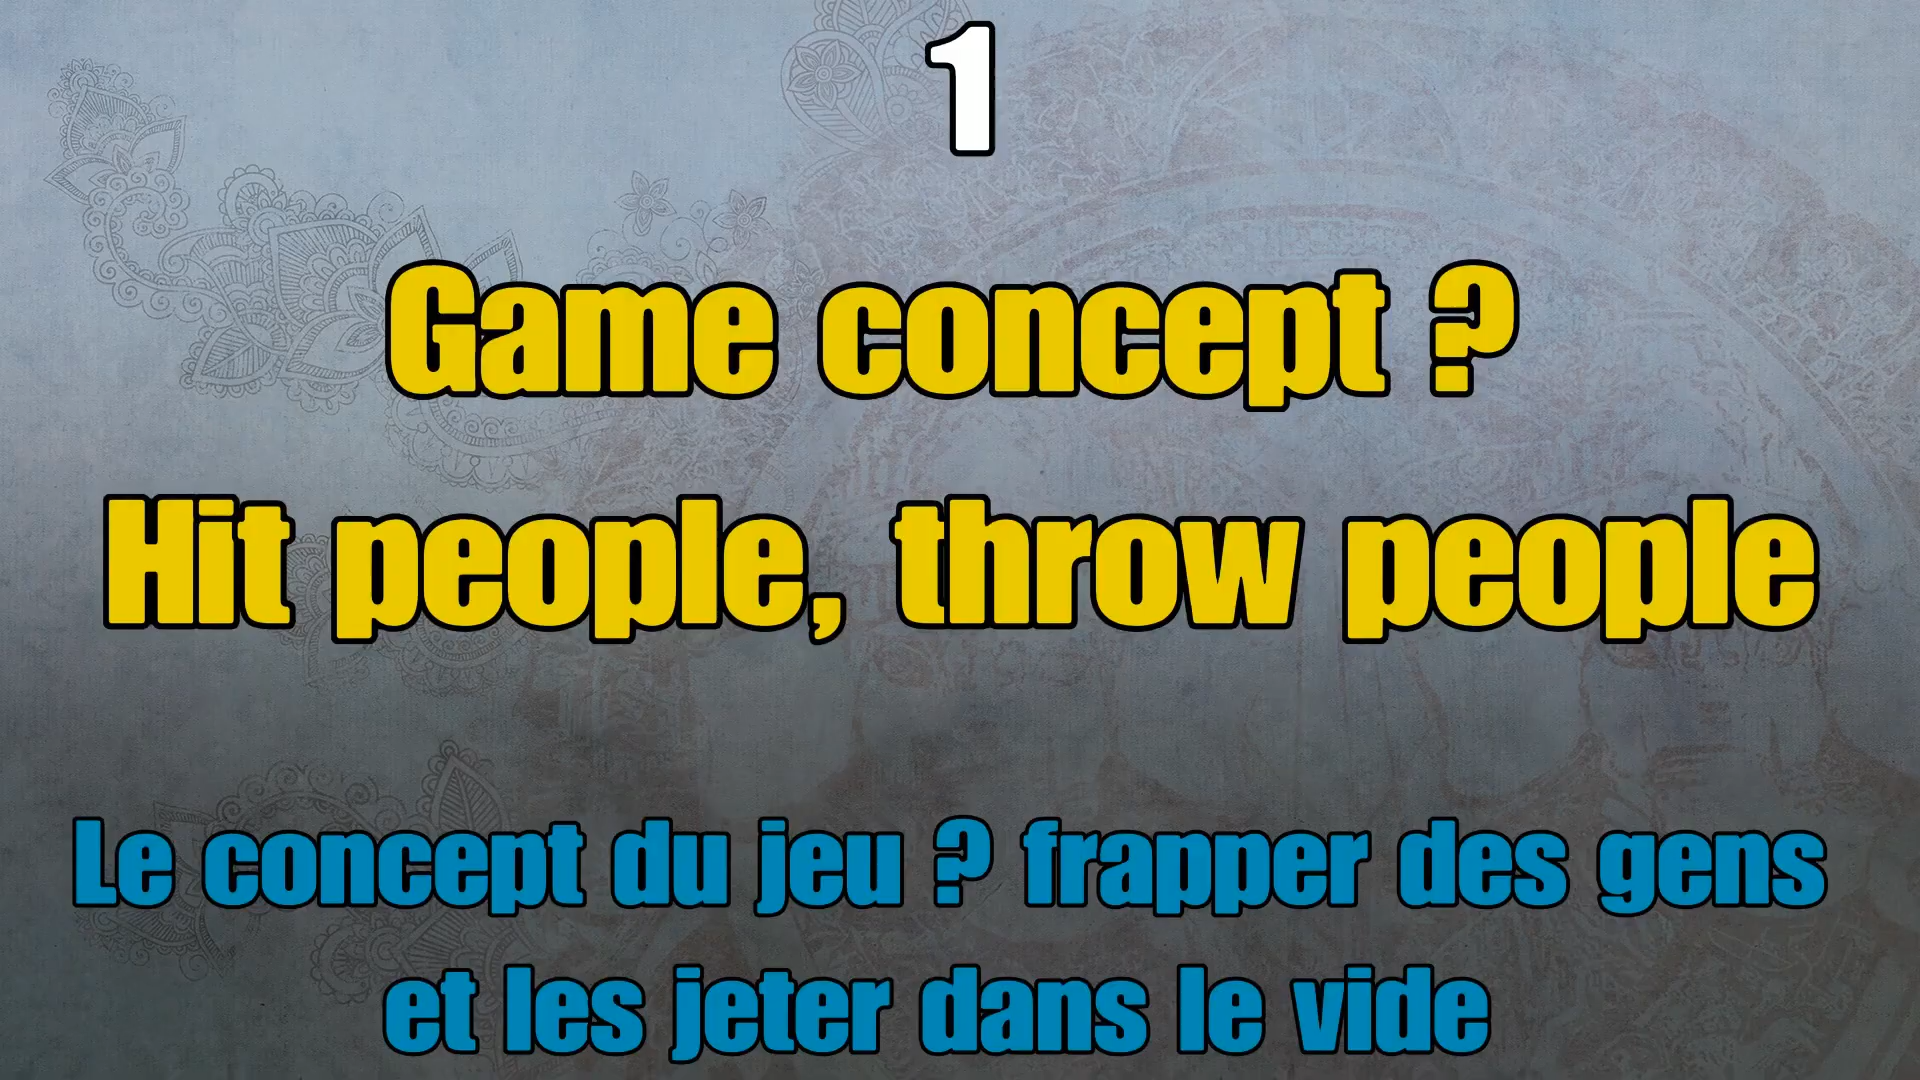 1
Game concept ?
Hit people, throw people
Le concept du jeu ? frapper des gens
et les jeter dans le vide